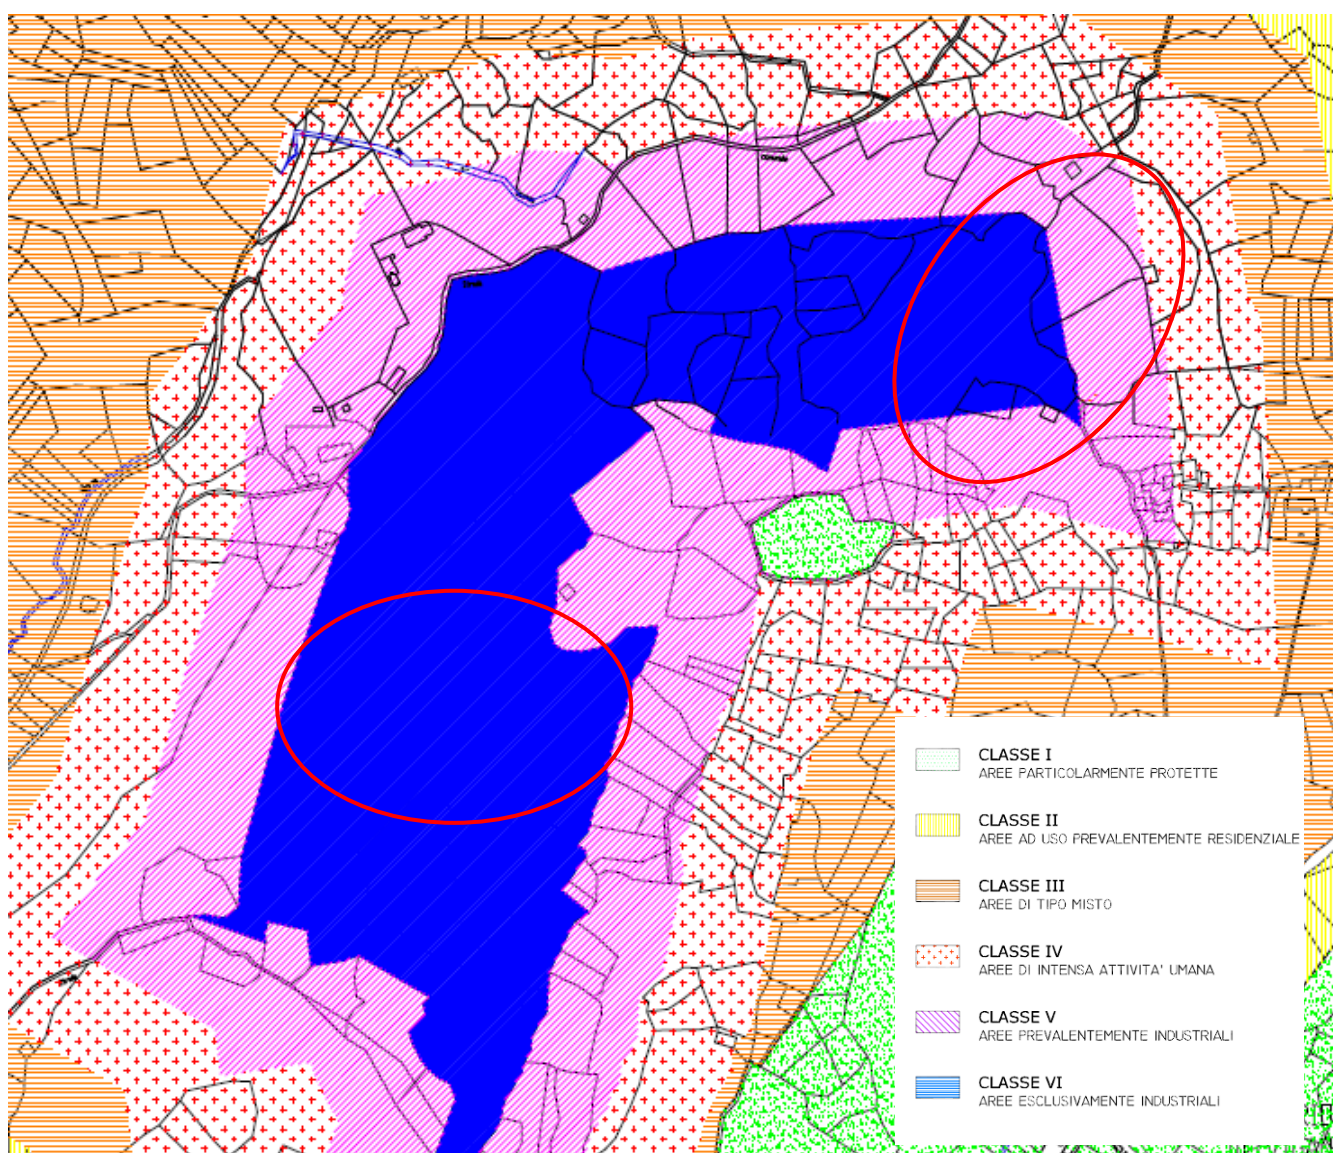 CLASSE I
AREE PARTICOLARMENTE PROTETTE
CLASSE II
AREE AD USO PREVALENTEMENTE RESIDENZIALE
CLASSE III
AREE DI TIPO MISTO
CLASSE IV
AREE DI INTENSA ATTIVITA' UMANA
CLASSE V
AREE PREVALENTEMENTE INDUSTRIALI
CLASSE VI
AREE ESCLUSIVAMENTE INDUSTRIALI